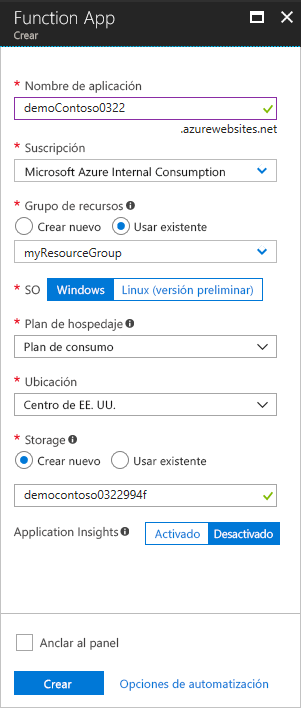 Function App
Crear
* Nombre de aplicación
demoContoso0322
.azurewebsites.net
* Suscripción
Microsoft Azure Internal Consumption
* Grupo de recursos
Crear nuevo Usar existente
myResourceGroup
* SO Windows Linux (versión preliminar)
* Plan de hospedaje
Plan de consumo
* Ubicación
Centro de EE. UU.
* Storage
Crear nuevo Usar existente
democontoso0322994f
Application Insights Activado Desactivado
Anclar al panel
Crear Opciones de automatización